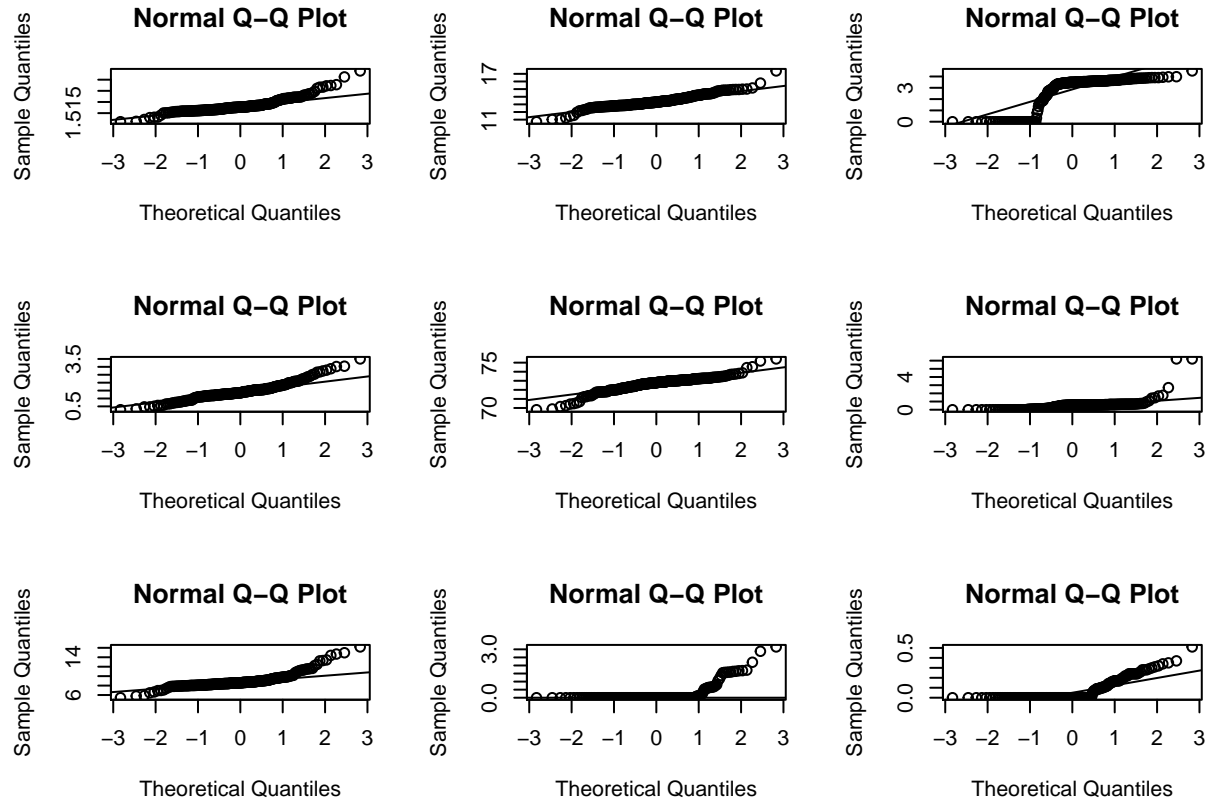 Normal Q−Q Plot
Sample Quantiles
1.515
−3 −2 −1 0 1 2 3
Theoretical Quantiles
Normal Q−Q Plot
Sample Quantiles
11 17
−3 −2 −1 0 1 2 3
Theoretical Quantiles
Normal Q−Q Plot
Sample Quantiles
0 3
−3 −2 −1 0 1 2 3
Theoretical Quantiles
Normal Q−Q Plot
Sample Quantiles
0.5 3.5
−3 −2 −1 0 1 2 3
Theoretical Quantiles
Normal Q−Q Plot
Sample Quantiles
70 75
−3 −2 −1 0 1 2 3
Theoretical Quantiles
Normal Q−Q Plot
Sample Quantiles
0 4
−3 −2 −1 0 1 2 3
Theoretical Quantiles
Normal Q−Q Plot
Sample Quantiles
6 14
−3 −2 −1 0 1 2 3
Theoretical Quantiles
Normal Q−Q Plot
Sample Quantiles
0.0 3.0
−3 −2 −1 0 1 2 3
Theoretical Quantiles
Normal Q−Q Plot
Sample Quantiles
0.0 0.5
−3 −2 −1 0 1 2 3
Theoretical Quantiles